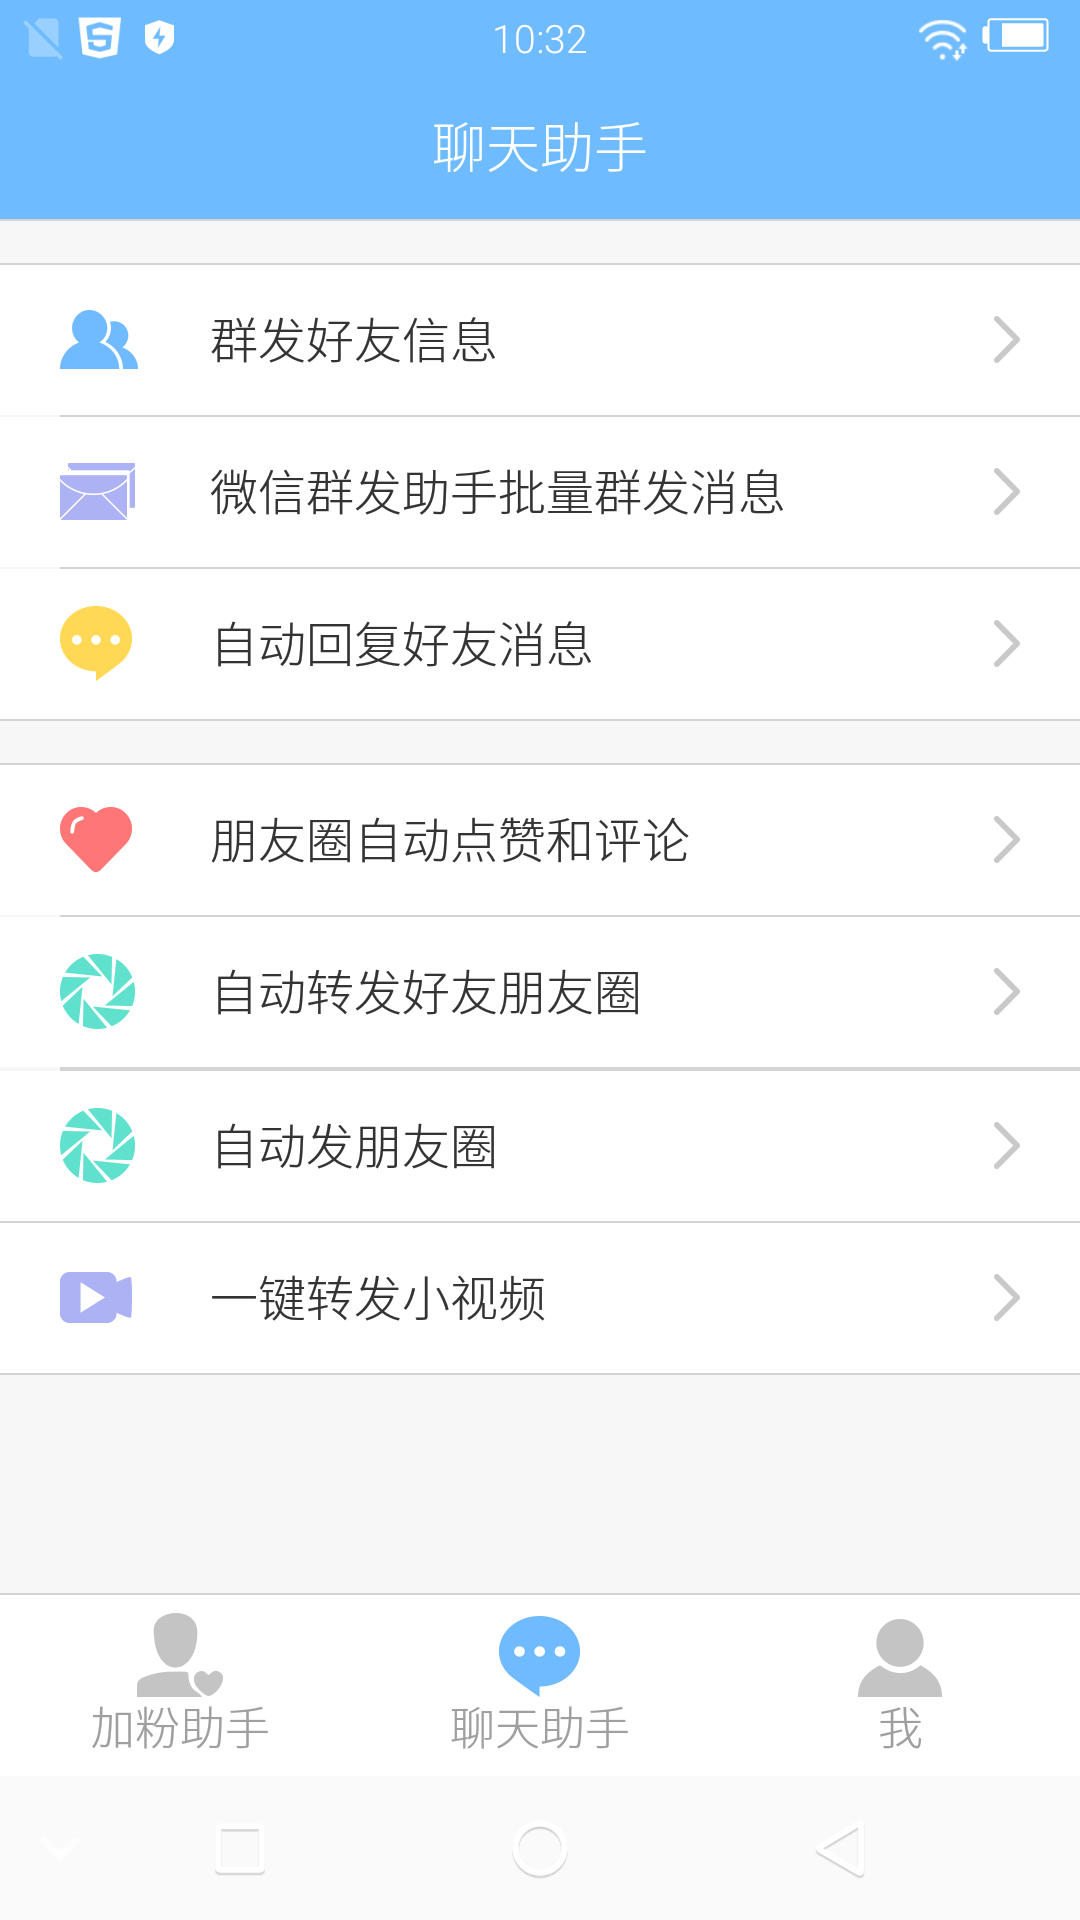 10:32
聊天助手
群发好友信息
微信群发助手批量群发消息
自动回复好友消息
朋友圈自动点赞和评论
自动转发好友朋友圈
自动发朋友圈
一键转发小视频
加粉助手
聊天助手
我